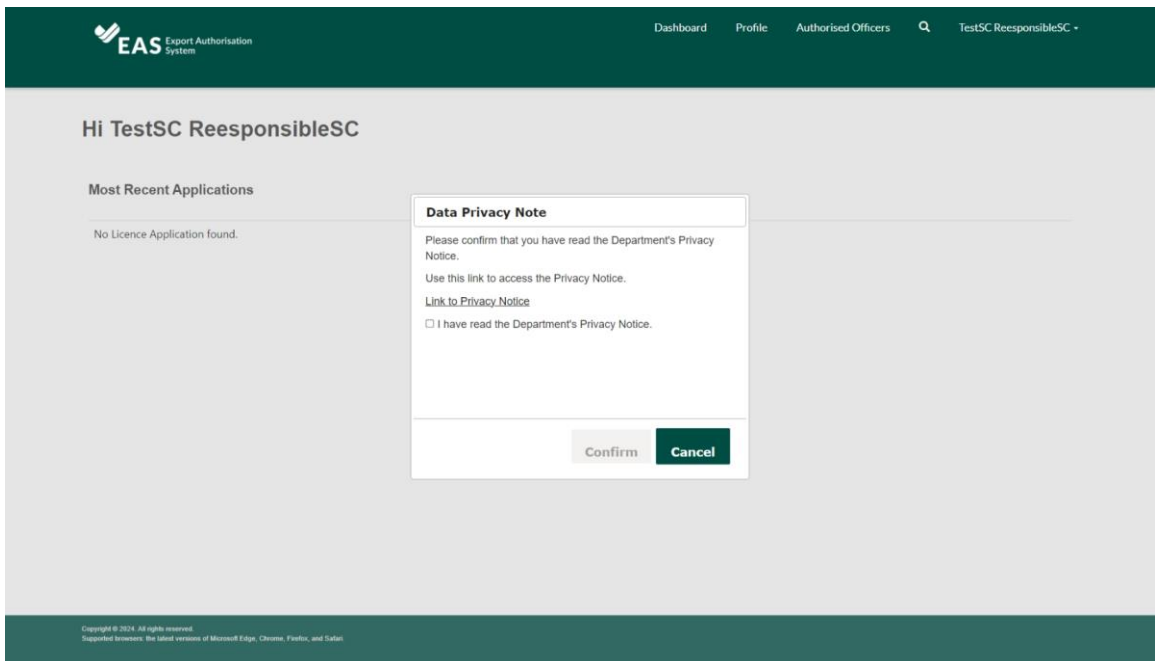 EAS Export Authorisation
System
Dashboard Profile Authorised Officers TestSC ReesponsibleSC
Hi TestSC ReesponsibleSC
Most Recent Applications
No Licence Application found.
Data Privacy Note
Please confirm that you have read the Department's Privacy
Notice.
Use this link to access the Privacy Notice.
Link to Privacy Notice
I have read the Department's Privacy Notice.
Confirm Cancel
Copyright © 2024. All rights reserved.
Supported browsers: the latest versions of Microsoft Edge, Chrome, Firefox, and Safari.